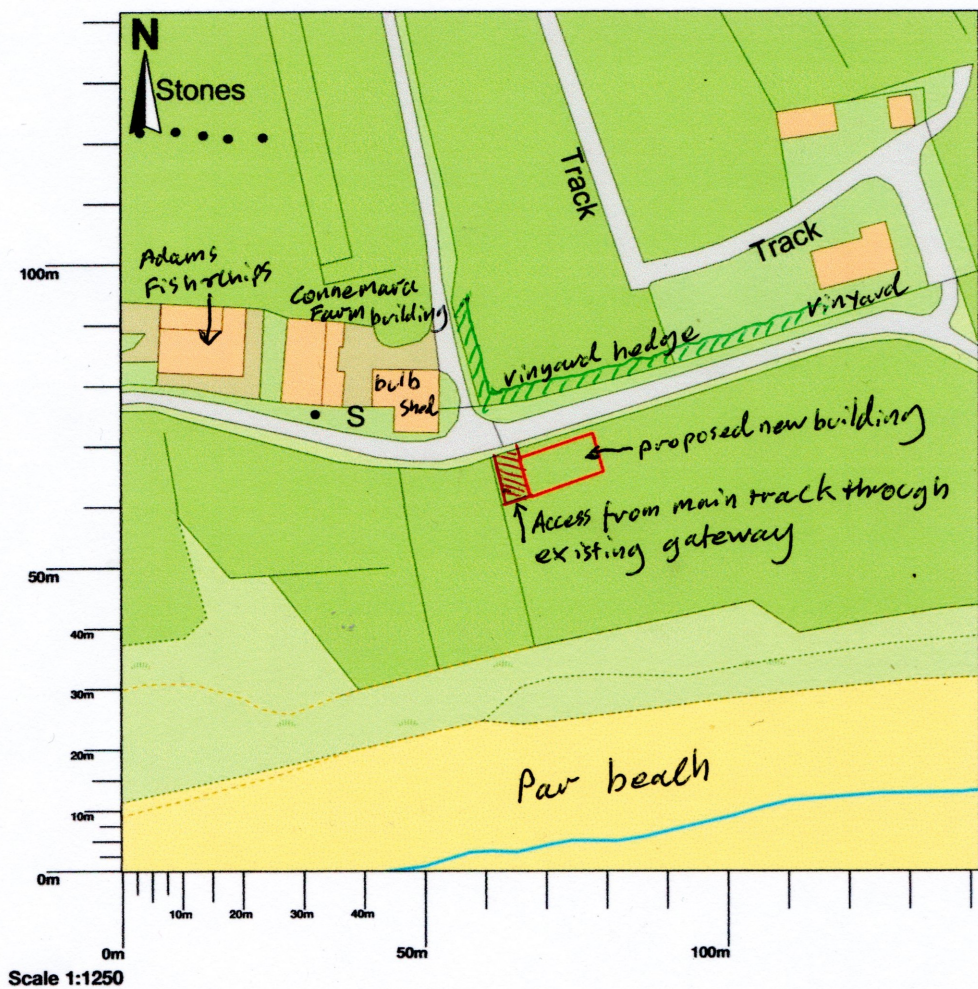 N
Stones
Track
Track
Adams
Fish & chips
Connemara
Farm building
bulb
shed
S
vinyard hedge
vinyard
proposed new building
Access from main track through
existing gateway
Par beach
100m
50m
40m
30m
20m
10m
0m
10m
20m
30m
40m
0m
50m
100m
Scale 1:1250